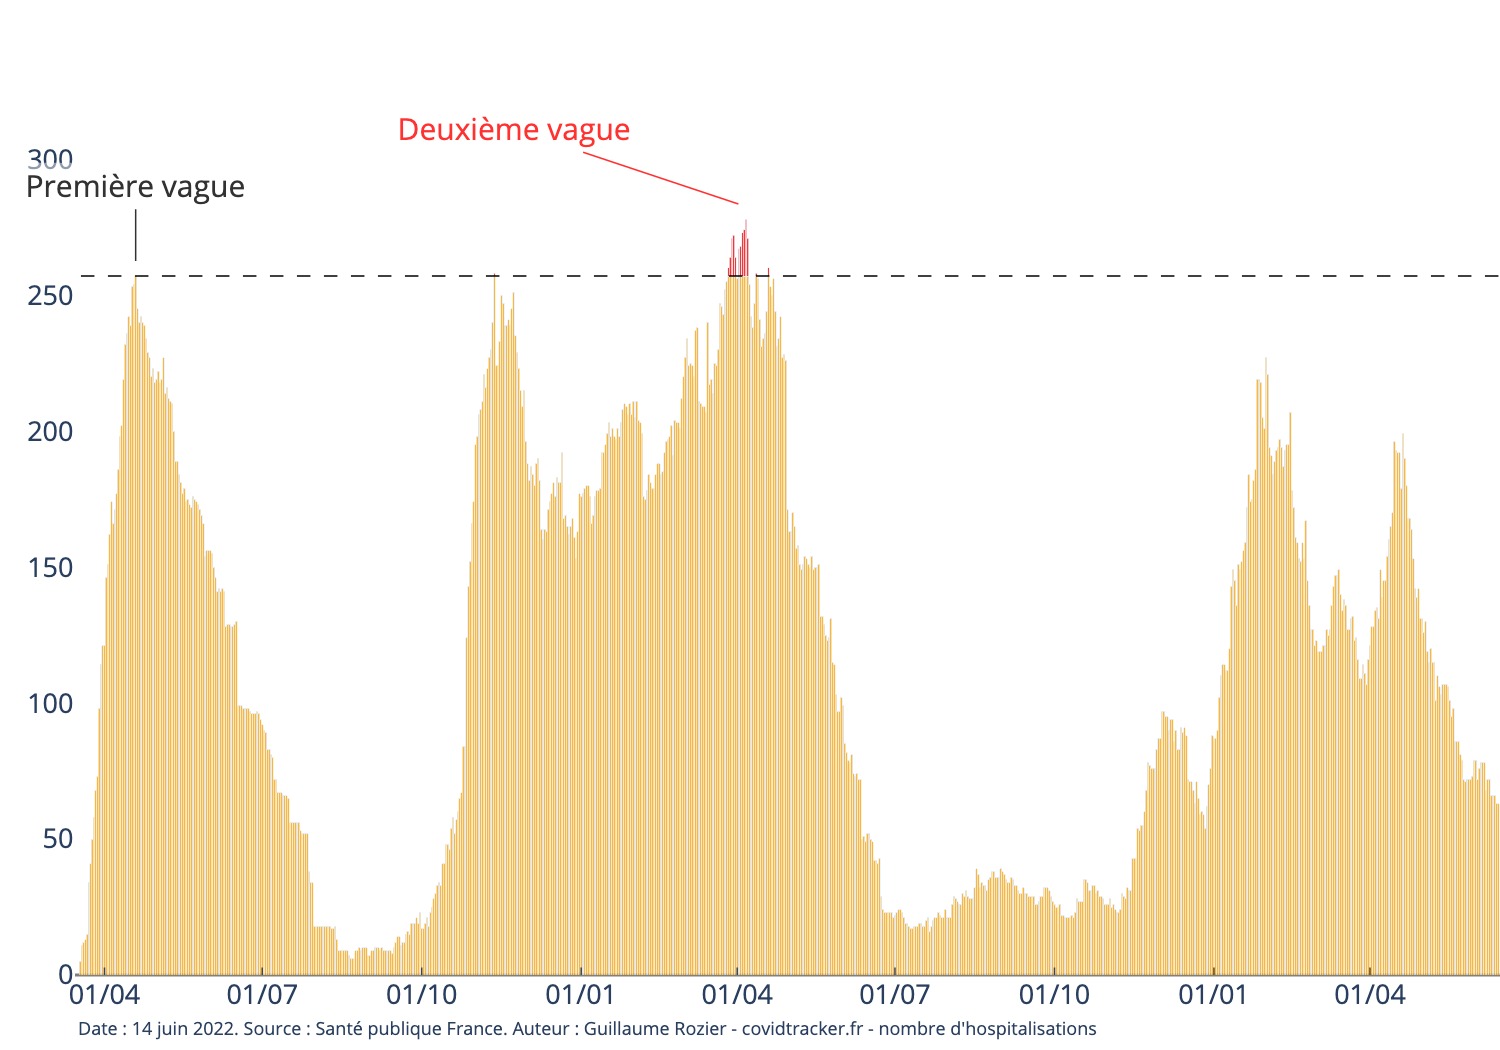 Deuxième vague
300
Première vague
250
200
150
100
50
0
01/04 01/07 01/10 01/01 01/04 01/07 01/10 01/01 01/04
Date : 14 juin 2022. Source : Santé publique France. Auteur : Guillaume Rozier - covidtracker.fr - nombre d'hospitalisations